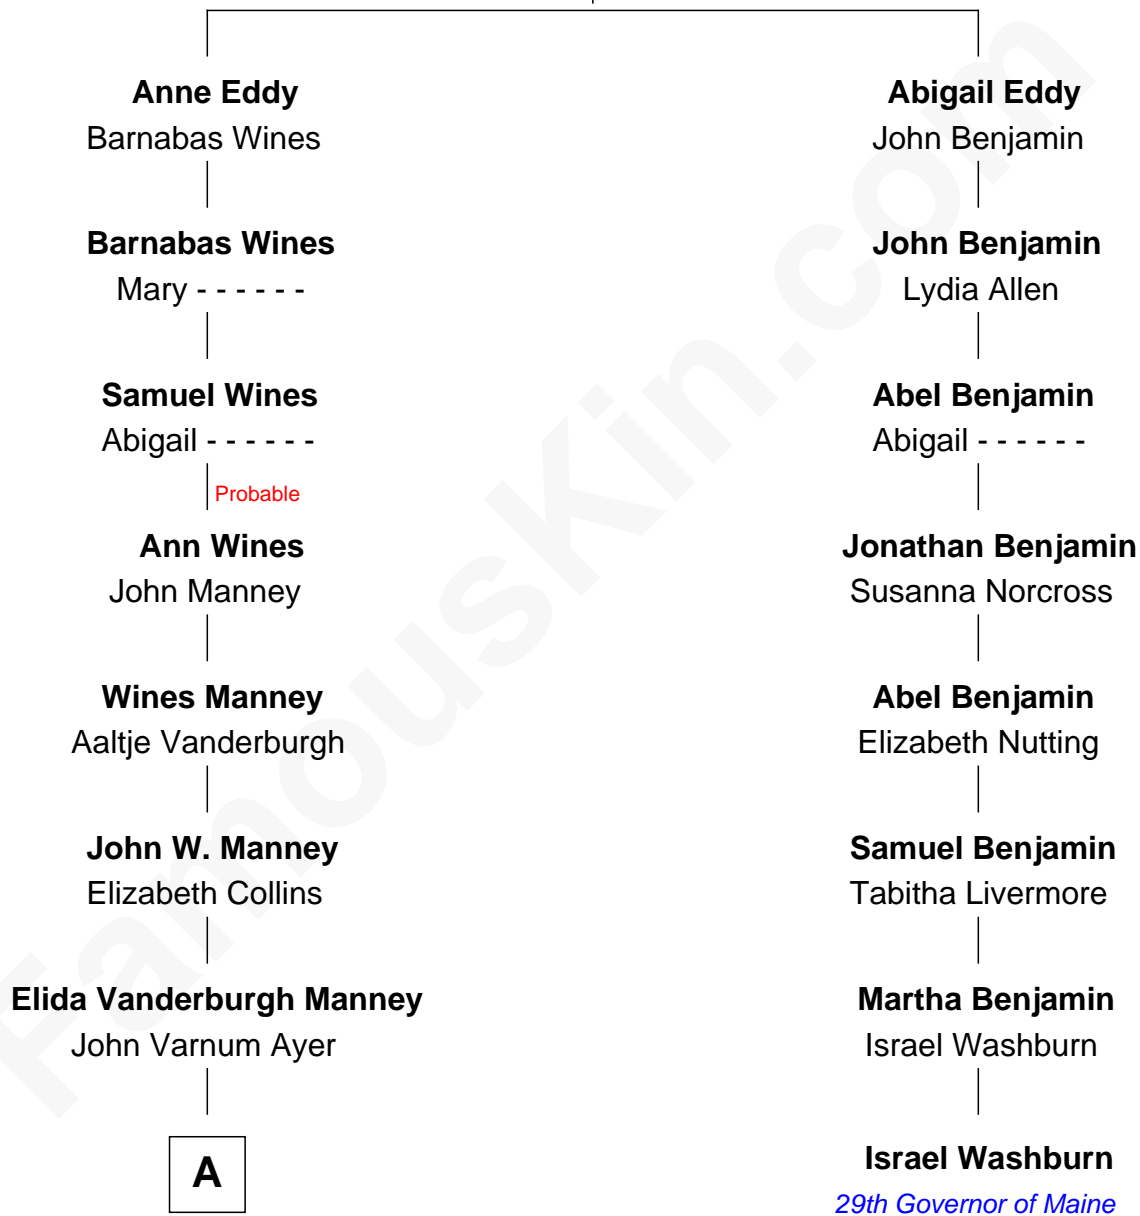 Anne Eddy
Barnabas Wines
Barnabas Wines
Mary - - - - - -
Samuel Wines
Abigail - - - - - -
Probable
Ann Wines
John Manney
Wines Manney
Aaltje Vanderburgh
John W. Manney
Elizabeth Collins
Elida Vanderburgh Manney
John Varnum Ayer
A
Abigail Eddy
John Benjamin
John Benjamin
Lydia Allen
Abel Benjamin
Abigail - - - - - -
Jonathan Benjamin
Susanna Norcross
Abel Benjamin
Elizabeth Nutting
Samuel Benjamin
Tabitha Livermore
Martha Benjamin
Israel Washburn
Israel Washburn
29th Governor of Maine
FamousKin.com